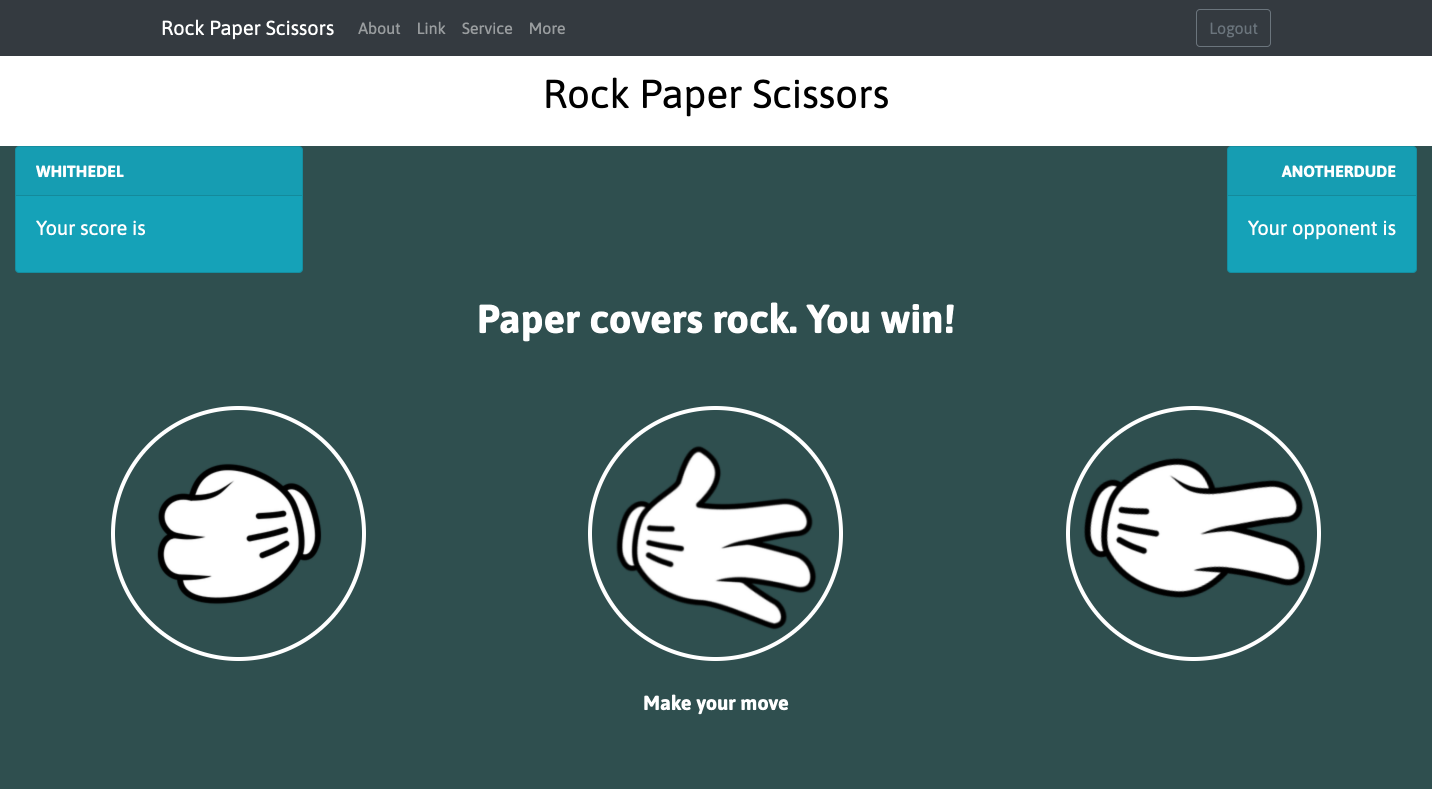 Rock Paper Scissors About Link Service More Logout
Rock Paper Scissors
WHITHEDEL
Your score is
ANOTHERDUDE
Your opponent is
Paper covers rock. You win!
Make your move